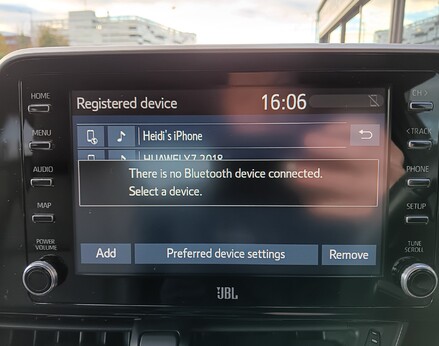 HOME
MENU
AUDIO
MAP
POWER
VOLUME
Registered device
16:06
Heidi's iPhone
HUAWEI Y7 2018
There is no Bluetooth device connected.
Select a device.
Add
Preferred device settings
Remove
CH >
< TRACK
PHONE
SETUP
TUNE
SCROLL
JBL